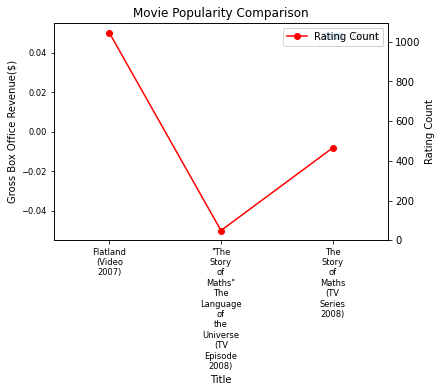 Movie Popularity Comparison
Gross Box Office Revenue($)
0.04
0.02
0.00
−0.02
−0.04
Rating Count
1000
800
600
400
200
0
Rating Count
Flatland
(Video
2007)
"The
Story
of
Maths"
The
Language
of
the
Universe
(TV
Episode
2008)
The
Story
of
Maths
(TV
Series
2008)
Title